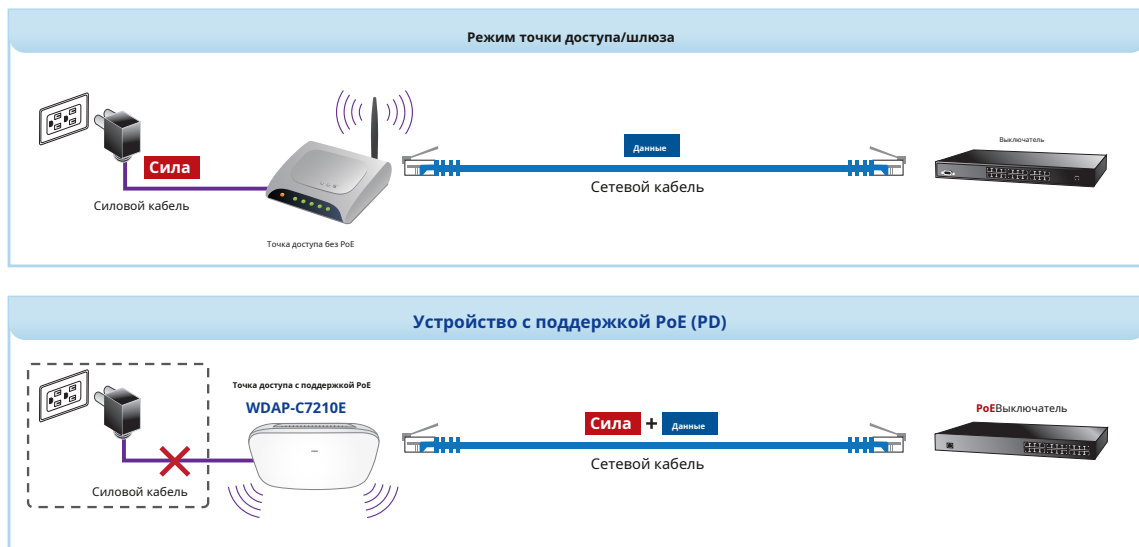 Режим точки доступа/шлюза
Сила
Данные
Выключатель
Силовой кабель
Сетевой кабель
Точка доступа без PoE
Устройство с поддержкой PoE (PD)
Точка доступа с поддержкой PoE
WDAP-C7210E
Сила + Данные
PoEВыключатель
Силовой кабель
Сетевой кабель